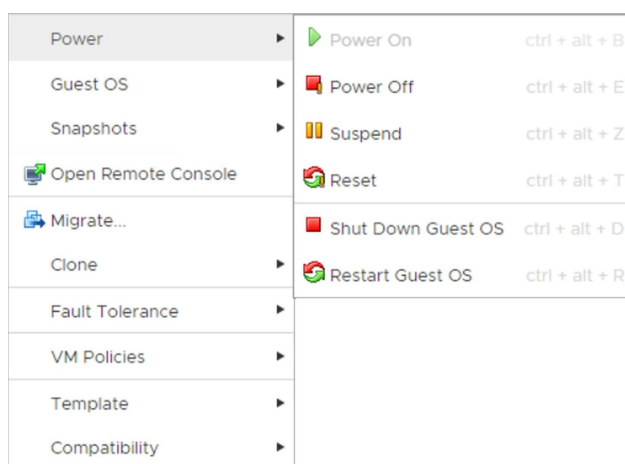 Power
Guest OS
Snapshots
Open Remote Console
Migrate...
Clone
Fault Tolerance
VM Policies
Template
Compatibility
Power On ctrl + alt + B
Power Off ctrl + alt + E
Suspend ctrl + alt + Z
Reset ctrl + alt + T
Shut Down Guest OS ctrl + alt + D
Restart Guest OS ctrl + alt + R